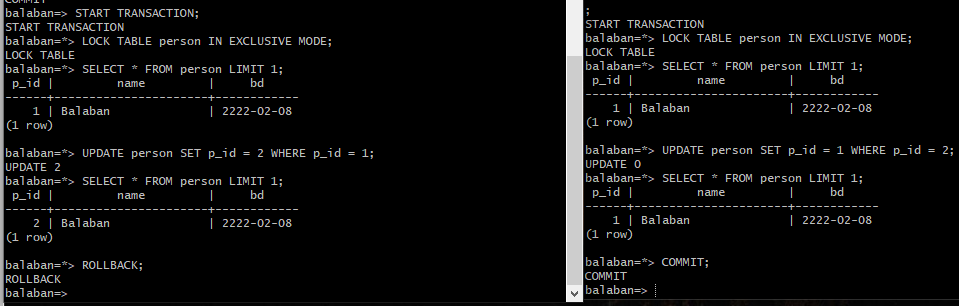 COMMIT
balaban=> START TRANSACTION;
START TRANSACTION
balaban=*> LOCK TABLE person IN EXCLUSIVE MODE;
LOCK TABLE
balaban=*> SELECT * FROM person LIMIT 1;
 p_id |         name         |     bd
------+----------------------+------------
    1 | Balaban              | 2222-02-08
(1 row)
balaban=*> UPDATE person SET p_id = 2 WHERE p_id = 1;
UPDATE 2
balaban=*> SELECT * FROM person LIMIT 1;
 p_id |         name         |     bd
------+----------------------+------------
    2 | Balaban              | 2222-02-08
(1 row)
balaban=*> ROLLBACK;
ROLLBACK
balaban=>
;
START TRANSACTION
balaban=*> LOCK TABLE person IN EXCLUSIVE MODE;
LOCK TABLE
balaban=*> SELECT * FROM person LIMIT 1;
 p_id |         name         |     bd
------+----------------------+------------
    1 | Balaban              | 2222-02-08
(1 row)
balaban=*> UPDATE person SET p_id = 1 WHERE p_id = 2;
UPDATE 0
balaban=*> SELECT * FROM person LIMIT 1;
 p_id |         name         |     bd
------+----------------------+------------
    1 | Balaban              | 2222-02-08
(1 row)
balaban=*> COMMIT;
COMMIT
balaban=>